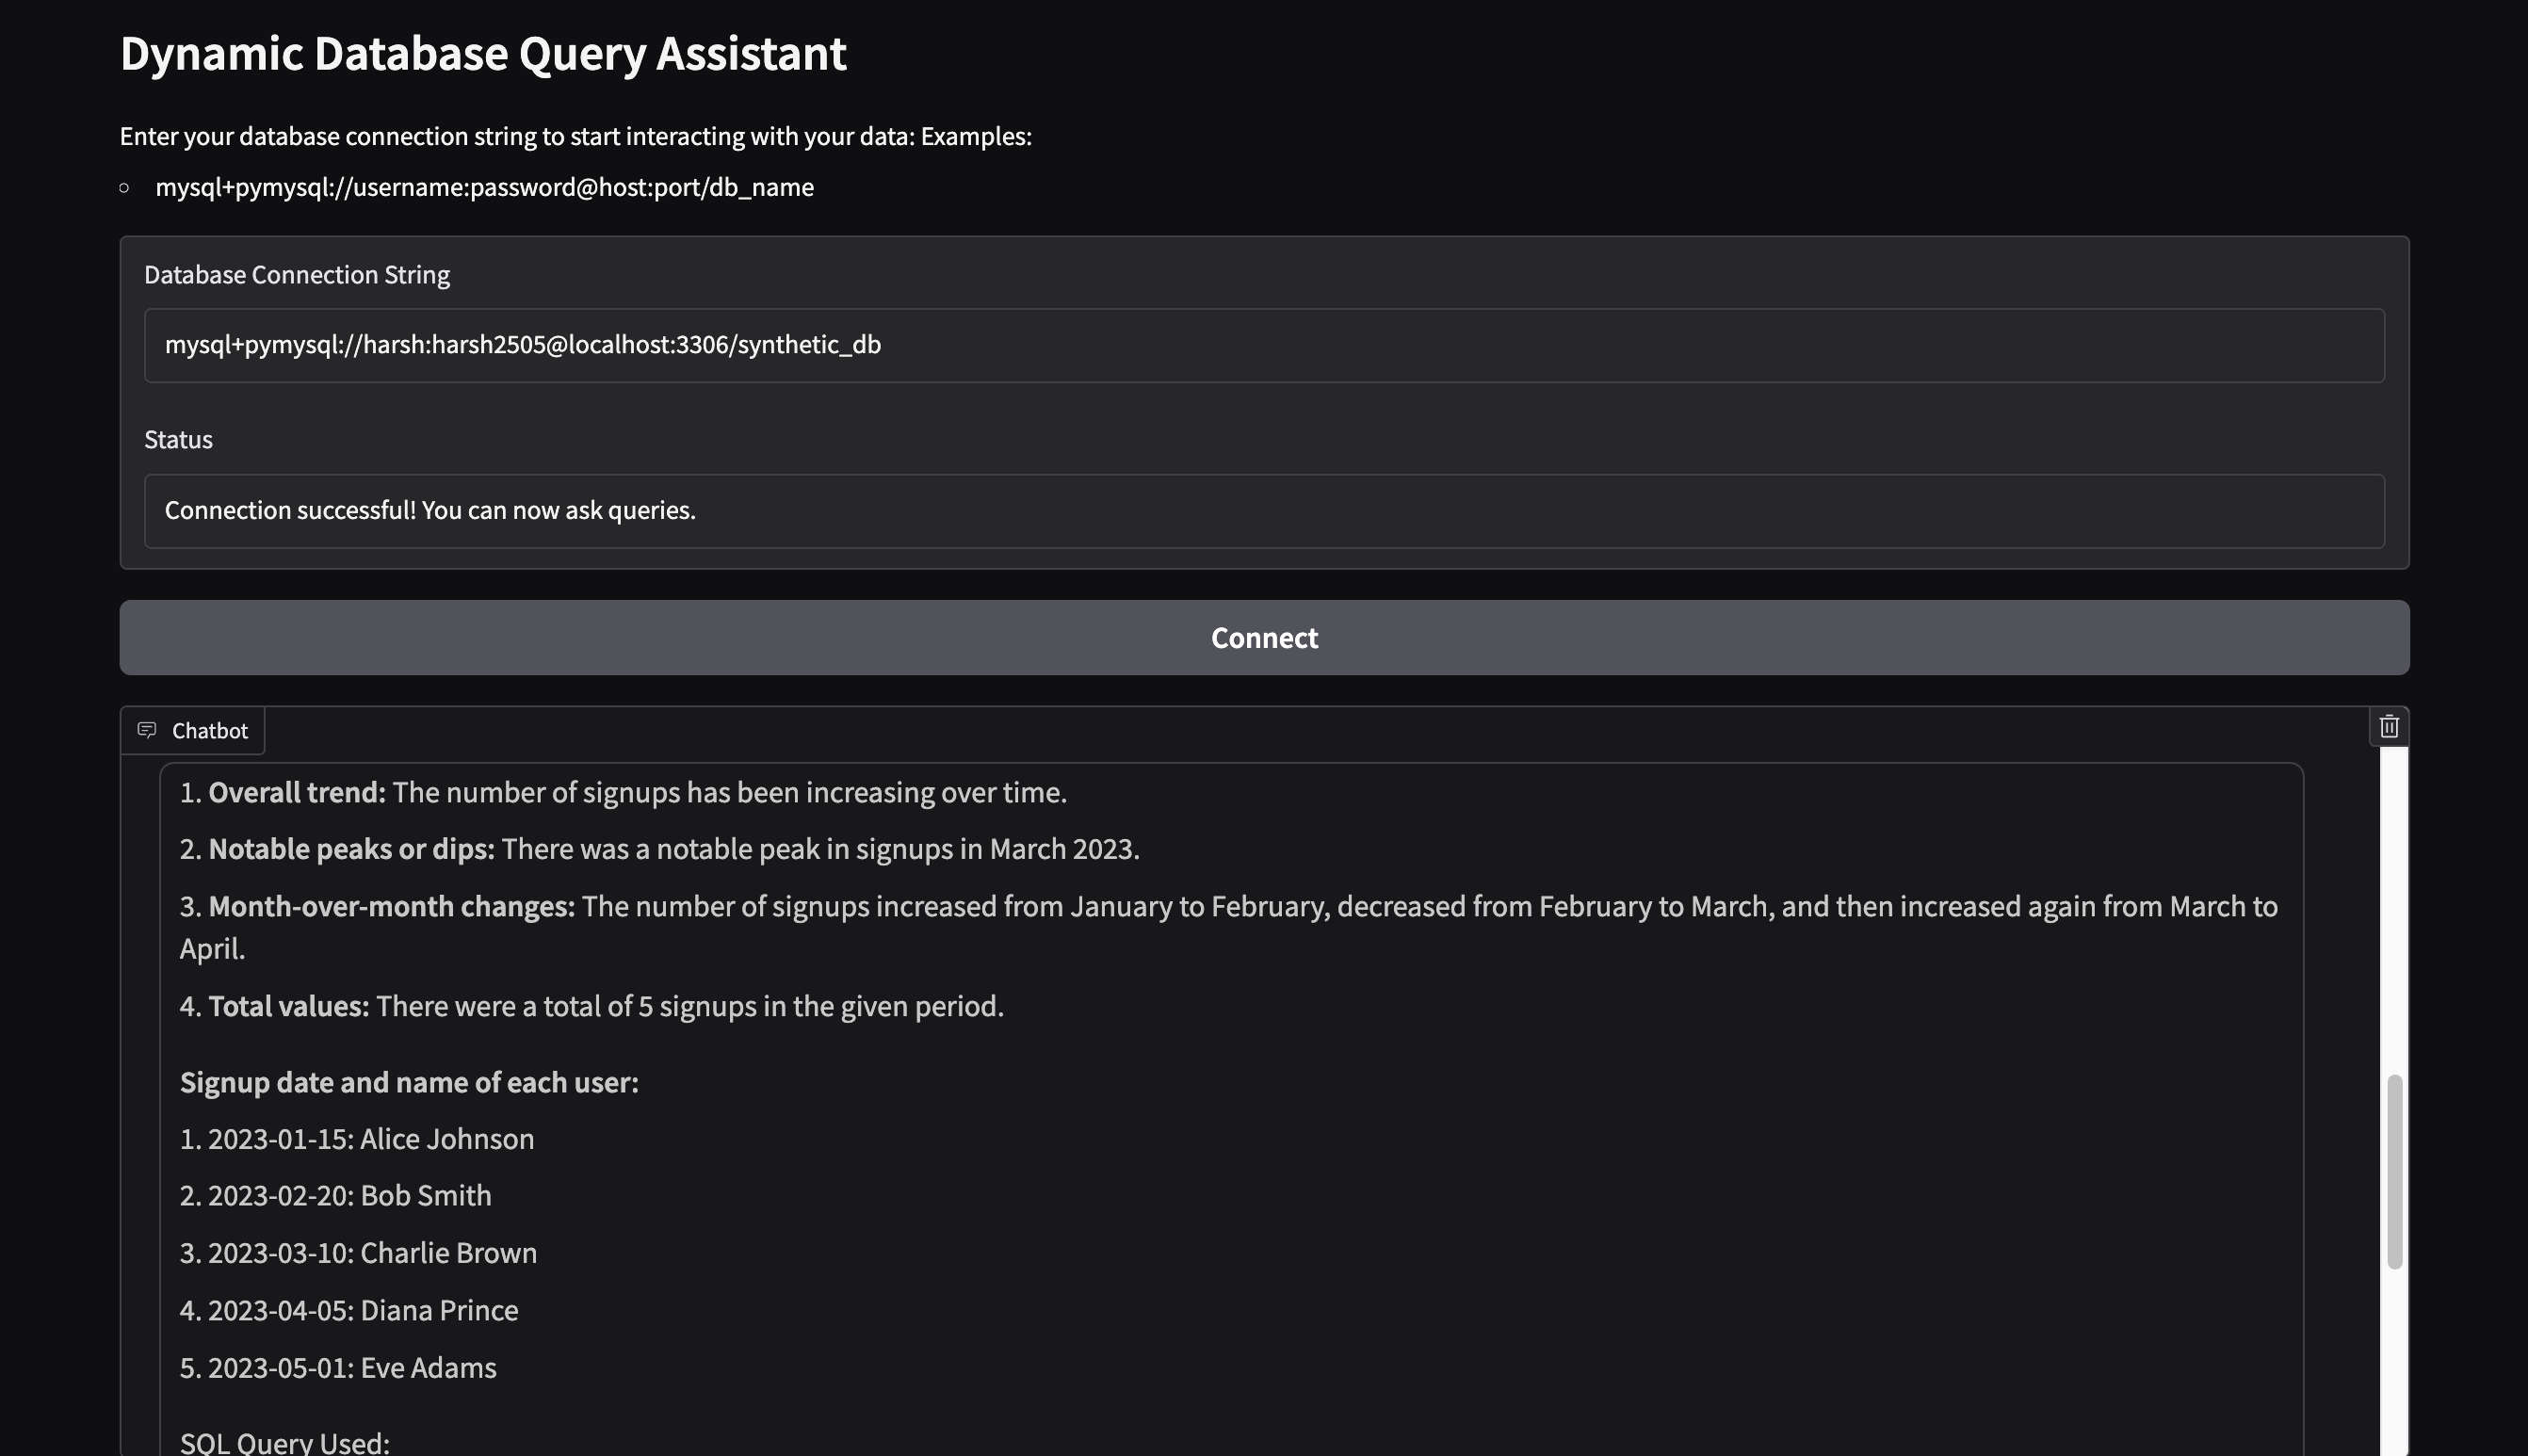 Dynamic Database Query Assistant
Enter your database connection string to start interacting with your data: Examples:
mysql+pymysql://username:password@host:port/db_name
Database Connection String
mysql+pymysql://harsh:harsh2505@localhost:3306/synthetic_db
Status
Connection successful! You can now ask queries.
Connect
Chatbot
1. Overall trend: The number of signups has been increasing over time.
2. Notable peaks or dips: There was a notable peak in signups in March 2023.
3. Month-over-month changes: The number of signups increased from January to February, decreased from February to March, and then increased again from March to
April.
4. Total values: There were a total of 5 signups in the given period.
Signup date and name of each user:
1. 2023-01-15: Alice Johnson
2. 2023-02-20: Bob Smith
3. 2023-03-10: Charlie Brown
4. 2023-04-05: Diana Prince
5. 2023-05-01: Eve Adams
SQL Query Used: